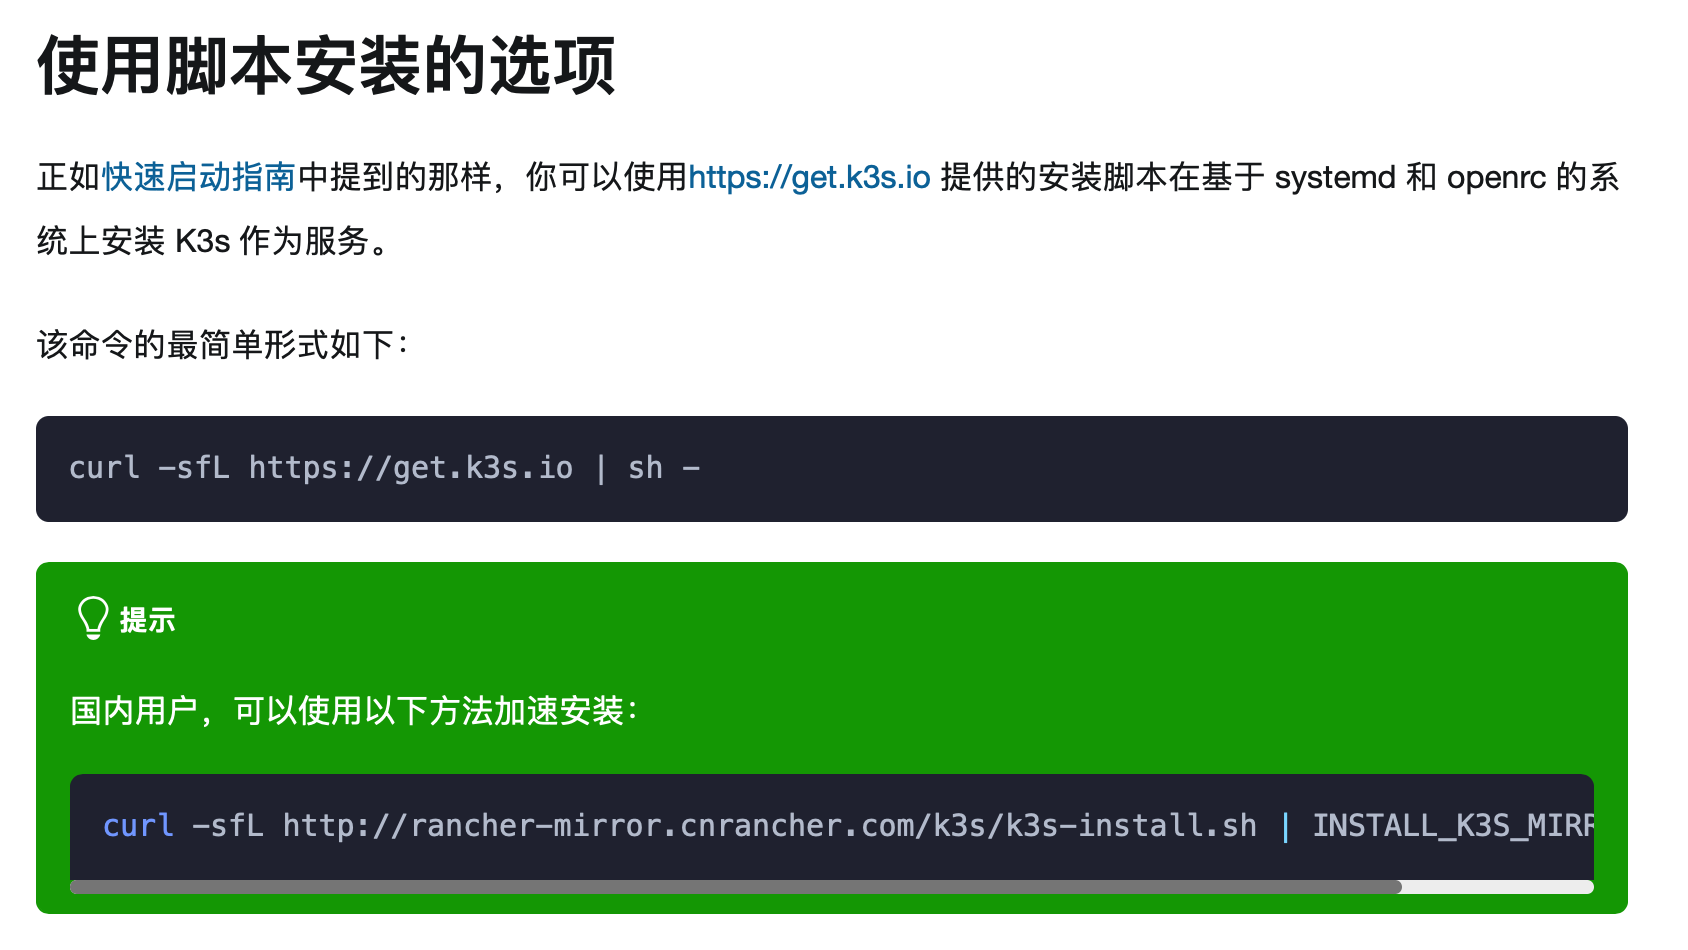 使用脚本安装的选项
正如快速启动指南中提到的那样，你可以使用https://get.k3s.io 提供的安装脚本在基于 systemd 和 openrc 的系
统上安装 K3s 作为服务。
该命令的最简单形式如下：
curl -sfL https://get.k3s.io | sh -
提示
国内用户，可以使用以下方法加速安装：
curl -sfL http://rancher-mirror.cnrancher.com/k3s/k3s-install.sh | INSTALL_K3S_MIRR